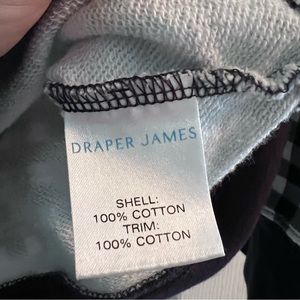 DRAPER JAMES
SHELL:
100% COTTON
TRIM:
100% COTTON